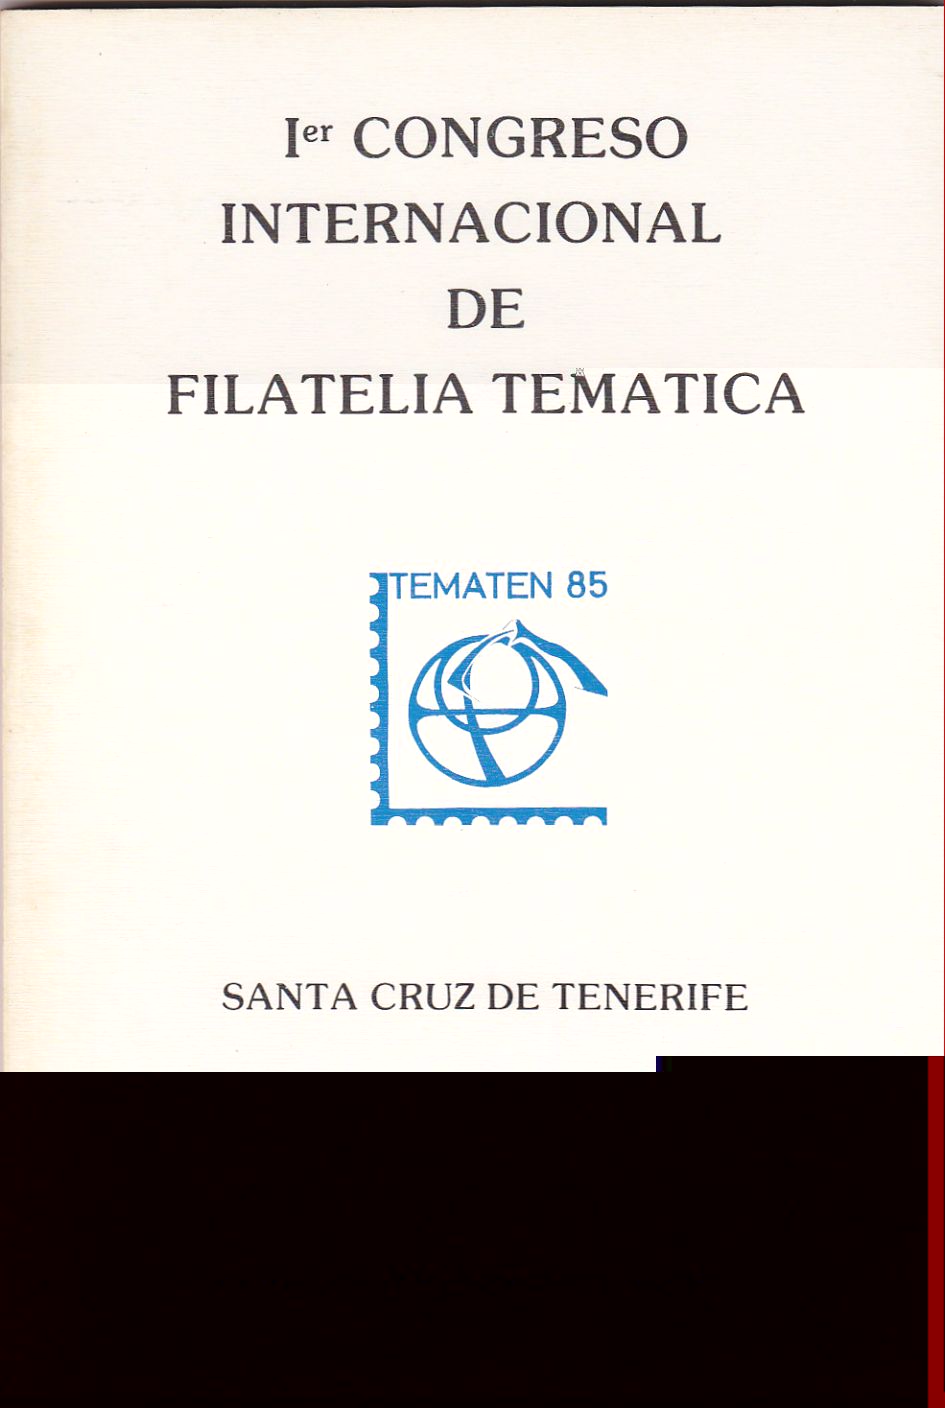 Iᵉʳ CONGRESO
INTERNACIONAL
DE
FILATELIA TEMATICA
TEMATEN 85
SANTA CRUZ DE TENERIFE